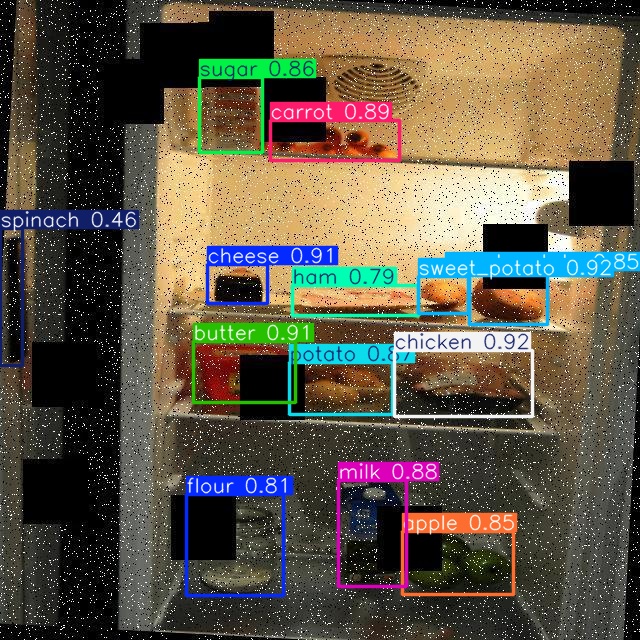 sugar 0.86
carrot 0.89
spinach 0.46
cheese 0.91
ham 0.79
sweet_potato 0.92
85
butter 0.91
potato 0.87
chicken 0.92
flour 0.81
milk 0.88
apple 0.85